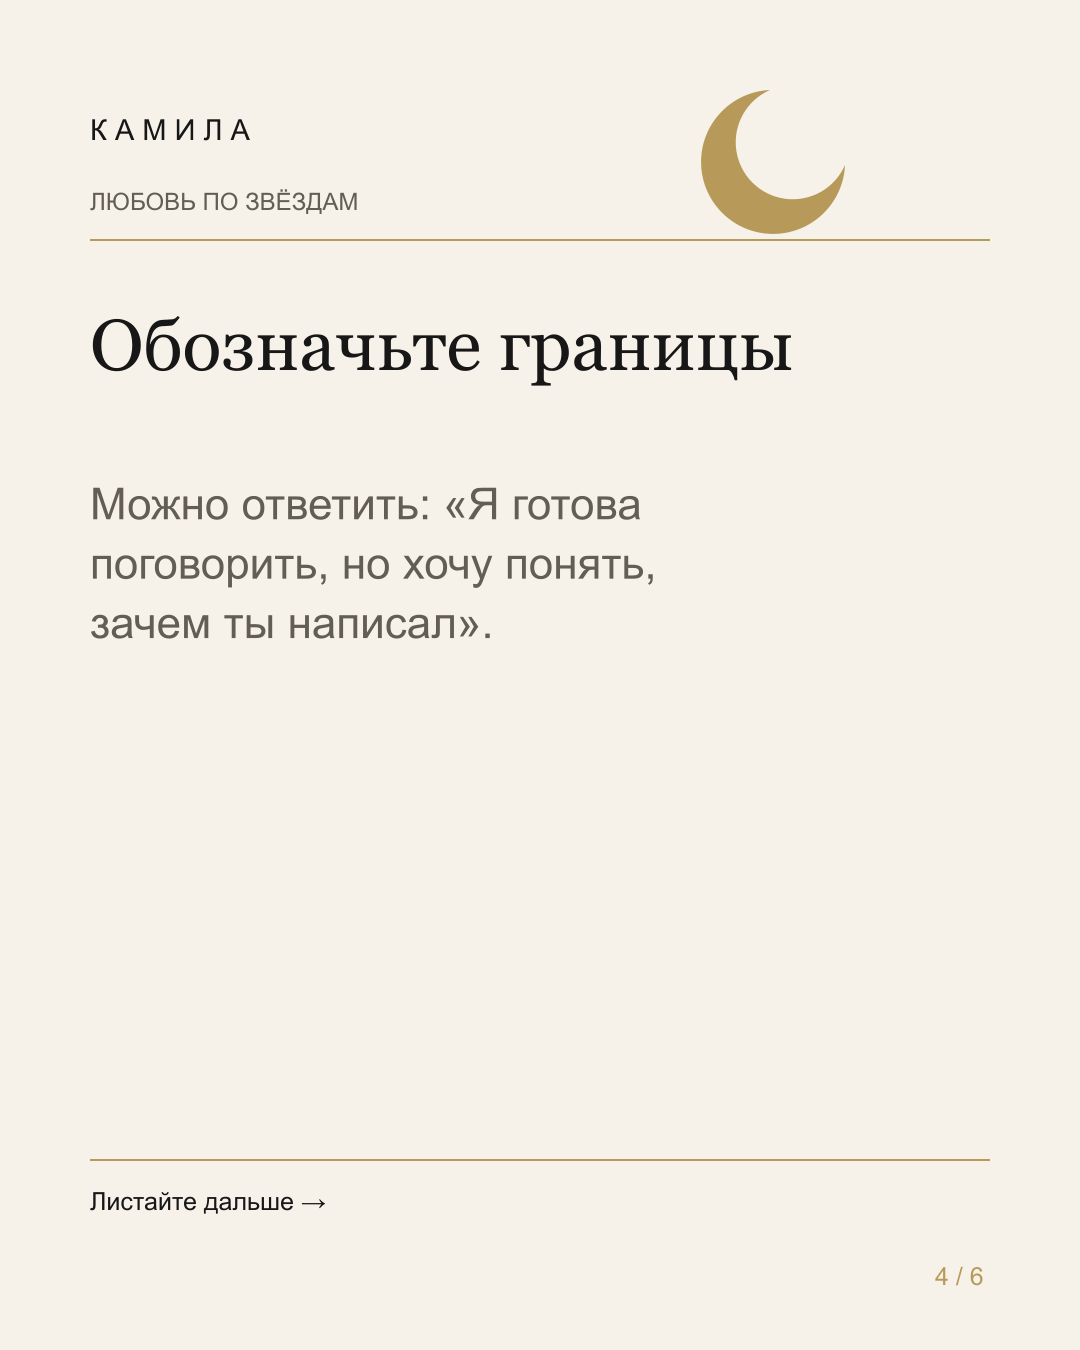 КАМИЛА
ЛЮБОВЬ ПО ЗВЁЗДАМ
Обозначьте границы
Можно ответить: «Я готова
поговорить, но хочу понять,
зачем ты написал».
Листайте дальше →
4 / 6